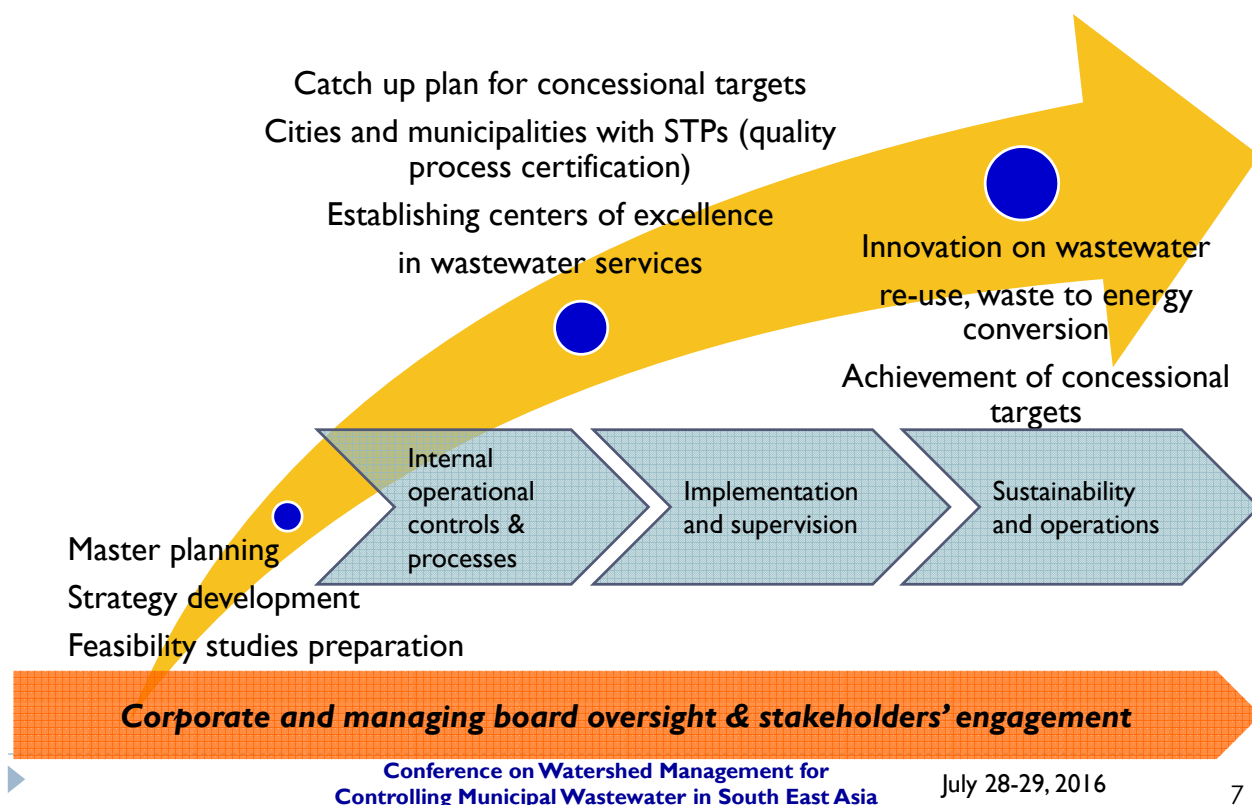 Catch up plan for concessional targets
Cities and municipalities with STPs (quality
process certification)
Establishing centers of excellence
in wastewater services
Innovation on wastewater
re-use, waste to energy
conversion
Achievement of concessional
targets
Internal
operational
controls &
processes
Implementation
and supervision
Sustainability
and operations
Master planning
Strategy development
Feasibility studies preparation
Corporate and managing board oversight & stakeholders' engagement
Conference on Watershed Management for
Controlling Municipal Wastewater in South East Asia
July 28-29, 2016
7